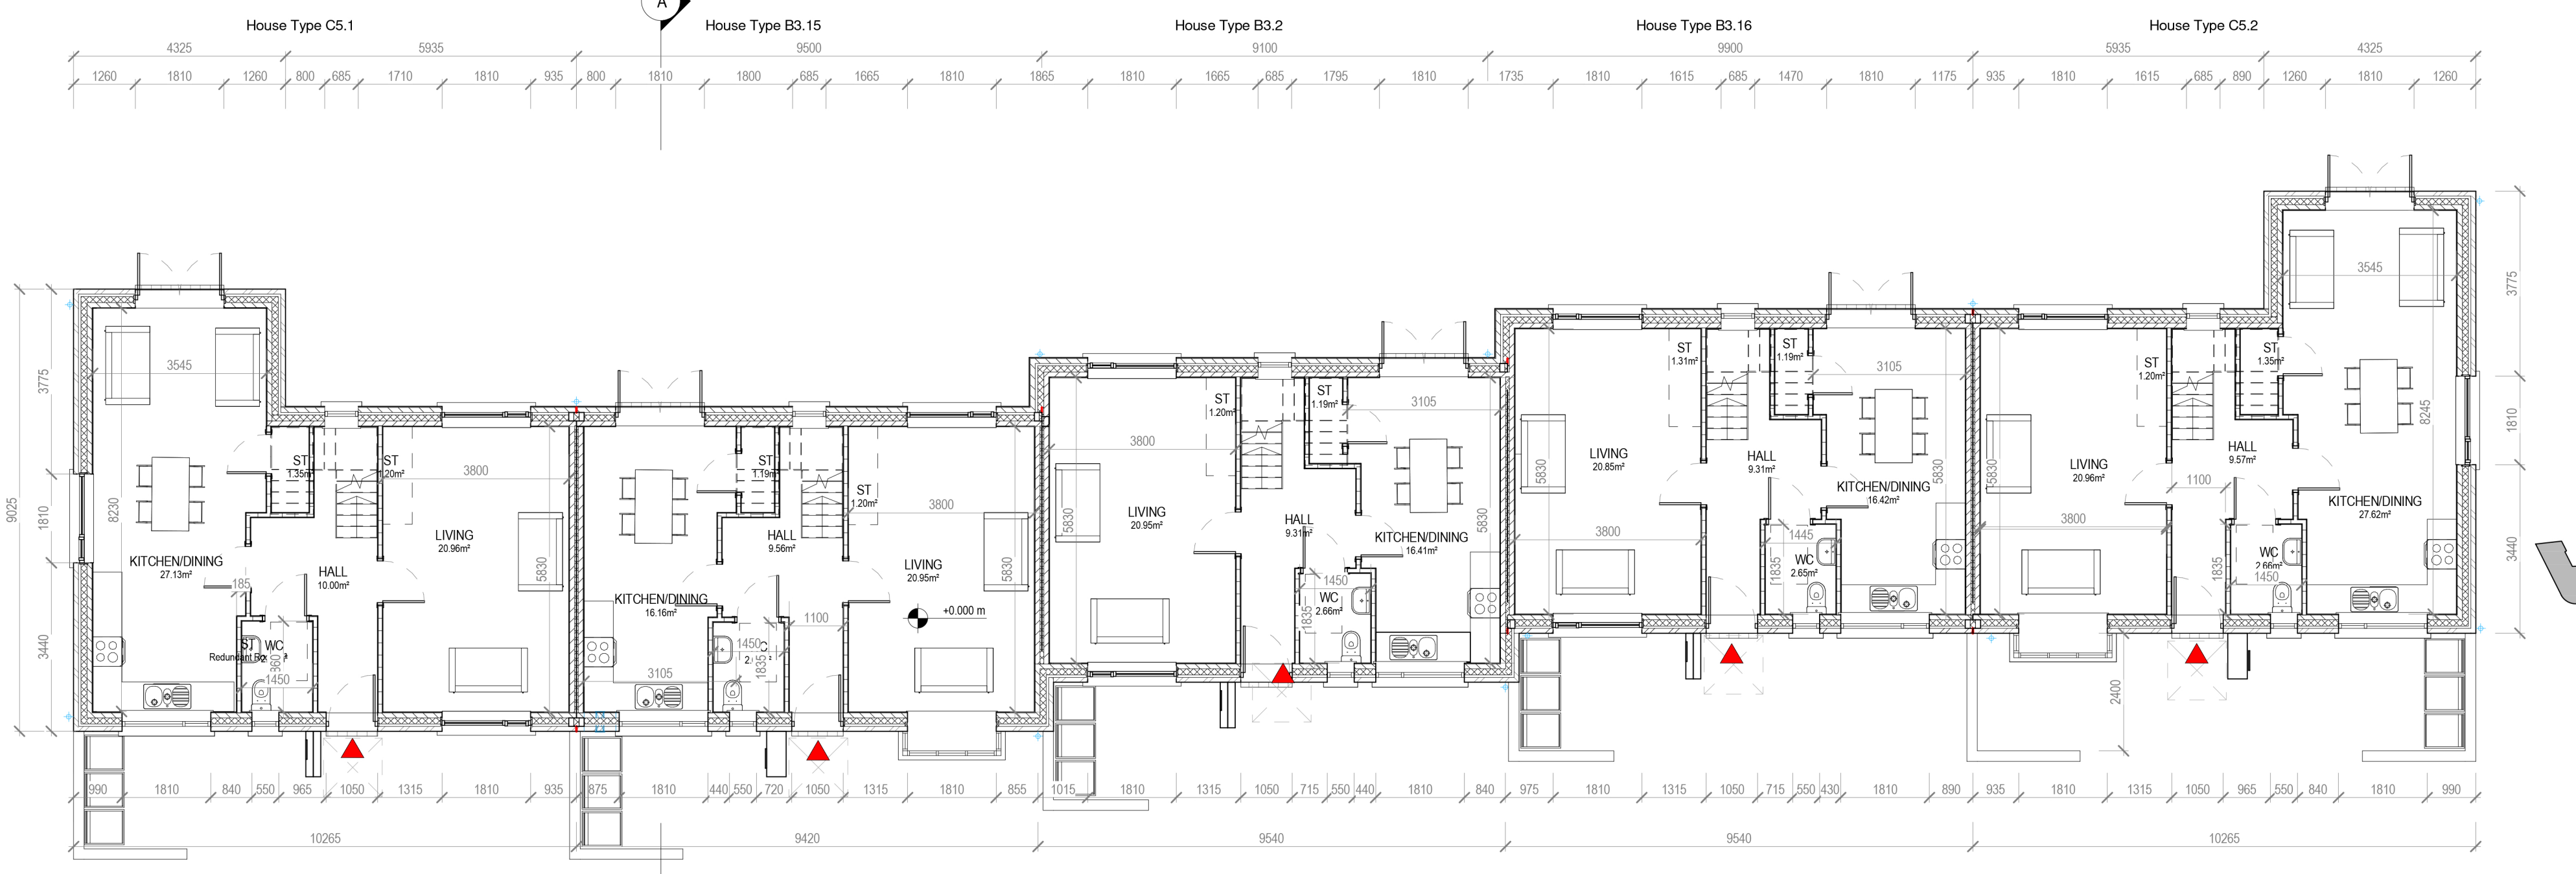 A
House Type C5.1
House Type B3.15
House Type B3.2
House Type B3.16
House Type C5.2
4325 5935 9500 9100 9900 5935 4325
1260 1810 1260 800 685 1710 1810 935 800 1810 1800 685 1665 1810 1865 1810 1665 685 1795 1810 1735 1810 1615 685 1470 1810 1175 935 1810 1615 685 890 1260 1810 1260
9025
3775
1810
3440
3545
8230
KITCHEN/DINING
27.13m²
ST
1.35m²
ST
1.20m²
3800
LIVING
20.96m²
5830
HALL
10.00m²
185
ST
WC
1450
ST
1.19m²
KITCHEN/DINING
16.16m²
3105
HALL
9.56m²
1100
1450
1835
ST
1.20m²
3800
LIVING
20.95m²
5830
+0.000 m
ST
1.20m²
3800
5830
LIVING
20.95m²
ST
1.19m²
3105
HALL
9.31m²
KITCHEN/DINING
16.41m²
5830
1450
WC
2.66m²
1835
ST
1.31m²
LIVING
20.85m²
5830
3800
ST
1.19m²
3105
HALL
9.31m²
KITCHEN/DINING
16.42m²
5830
1445
WC
2.65m²
1835
ST
1.20m²
LIVING
20.96m²
5830
3800
ST
1.35m²
HALL
9.57m²
1100
WC
2.66m²
1450
1835
3545
8245
KITCHEN/DINING
27.62m²
3775
1810
3440
2400
990 1810 840 550 965 1050 1315 1810 935 875 1810 440 550 720 1050 1315 1810 855 1015 1810 1315 1050 715 550 440 1810 840 975 1810 1315 1050 715 550 430 1810 890 935 1810 1315 1050 965 550 840 1810 990
10265 9420 9540 9540 10265